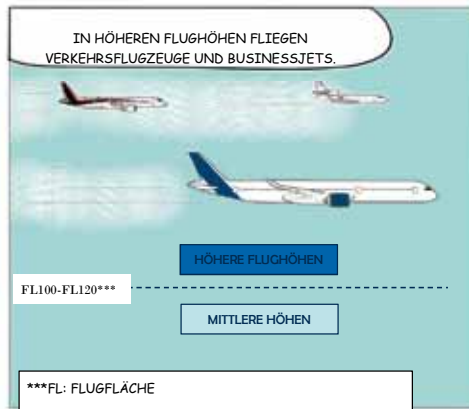 IN HÖHEREN FLUGHÖHEN FLIEGEN
VERKEHRSFLUGZEUGE UND BUSINESSJETS.
HÖHERE FLUGHÖHEN
FL100-FL120***
MITTLERE HÖHEN
***FL: FLUGFLÄCHE